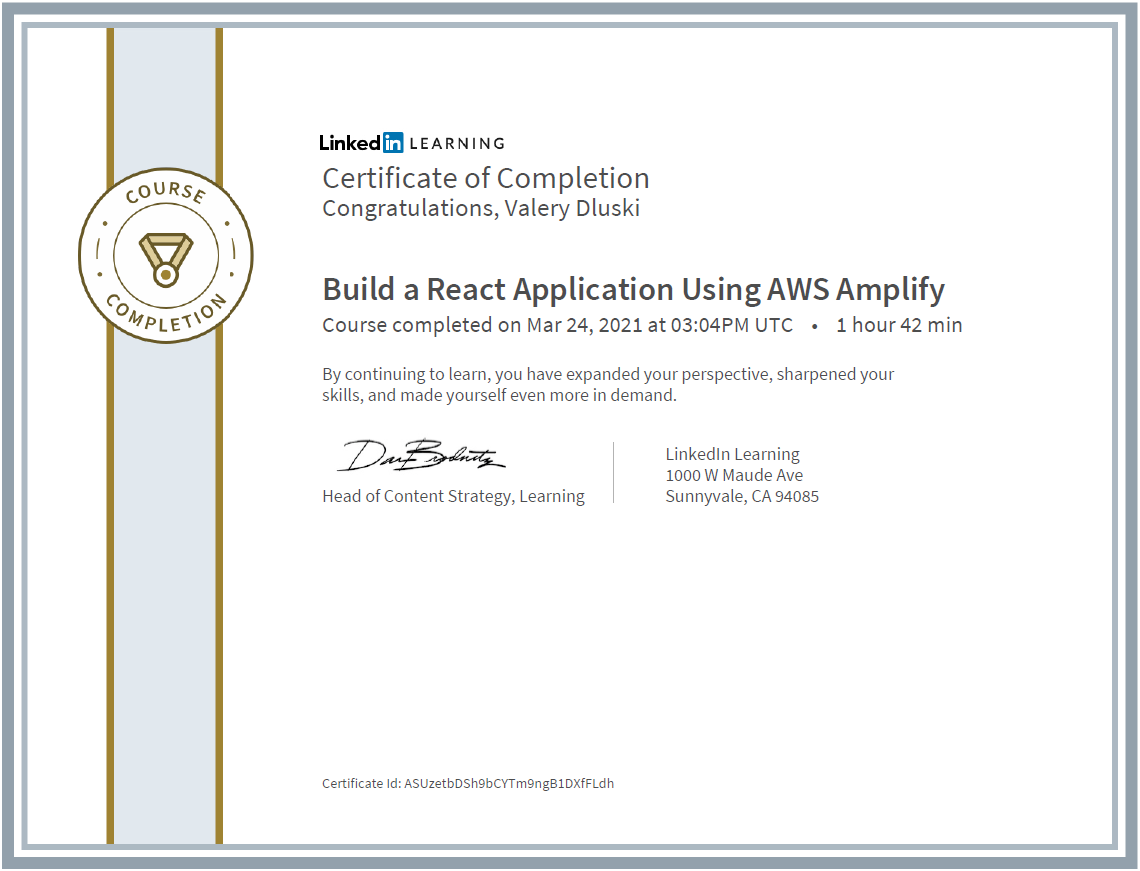 COURSE
COMPLETION
Linked in LEARNING
Certificate of Completion
Congratulations, Valery Dluski
Build a React Application Using AWS Amplify
Course completed on Mar 24, 2021 at 03:04PM UTC • 1 hour 42 min
By continuing to learn, you have expanded your perspective, sharpened your
skills, and made yourself even more in demand.
Head of Content Strategy, Learning
LinkedIn Learning
1000 W Maude Ave
Sunnyvale, CA 94085
Certificate Id: ASUzetbDSh9bCYTm9ngB1DXfFLdh